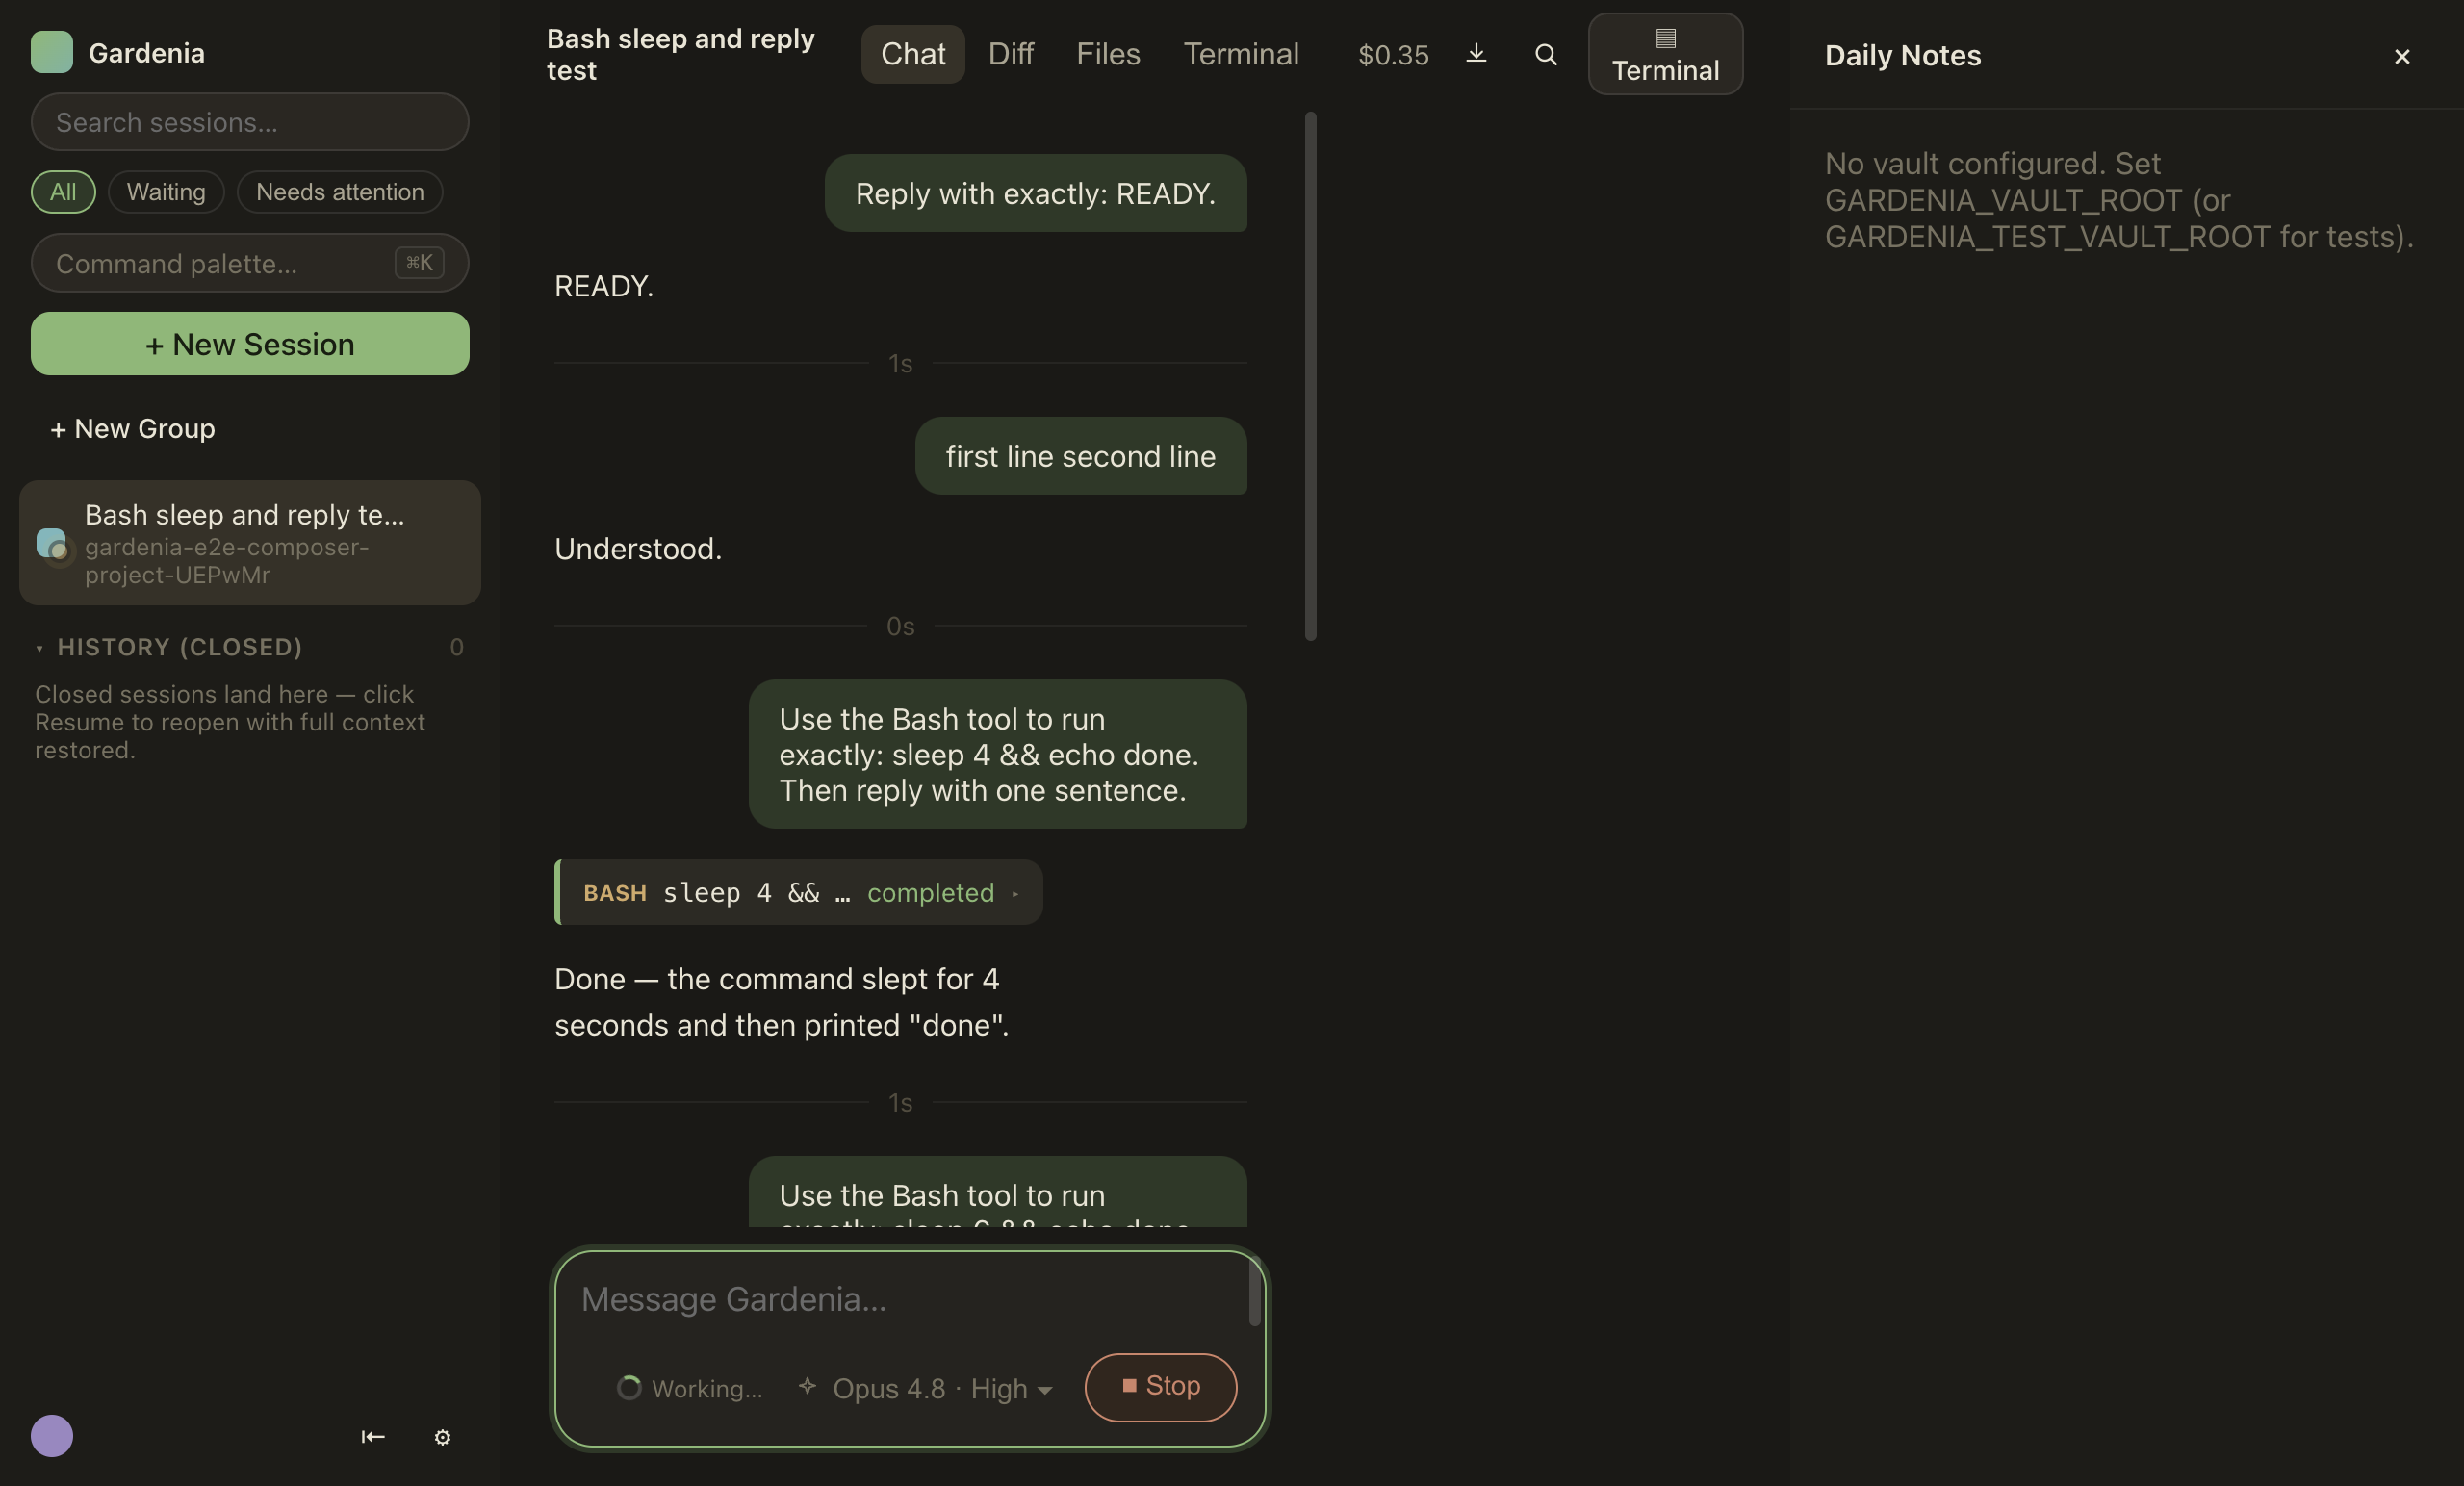 Gardenia
Search sessions...
All
Waiting
Needs attention
Command palette...
⌘K
+ New Session
+ New Group
Bash sleep and reply te...
gardenia-e2e-composer-
project-UEPwMr
HISTORY (CLOSED)
0
Closed sessions land here — click
Resume to reopen with full context
restored.
Bash sleep and reply
test
Chat
Diff
Files
Terminal
$0.35
Terminal
Reply with exactly: READY.
READY.
1s
first line second line
Understood.
0s
Use the Bash tool to run
exactly: sleep 4 && echo done.
Then reply with one sentence.
BASH sleep 4 && … completed
Done — the command slept for 4
seconds and then printed "done".
1s
Use the Bash tool to run
exactly: sleep 6 && echo done.
Message Gardenia...
Working...
Opus 4.8 · High
Stop
Daily Notes
No vault configured. Set
GARDENIA_VAULT_ROOT (or
GARDENIA_TEST_VAULT_ROOT for tests).